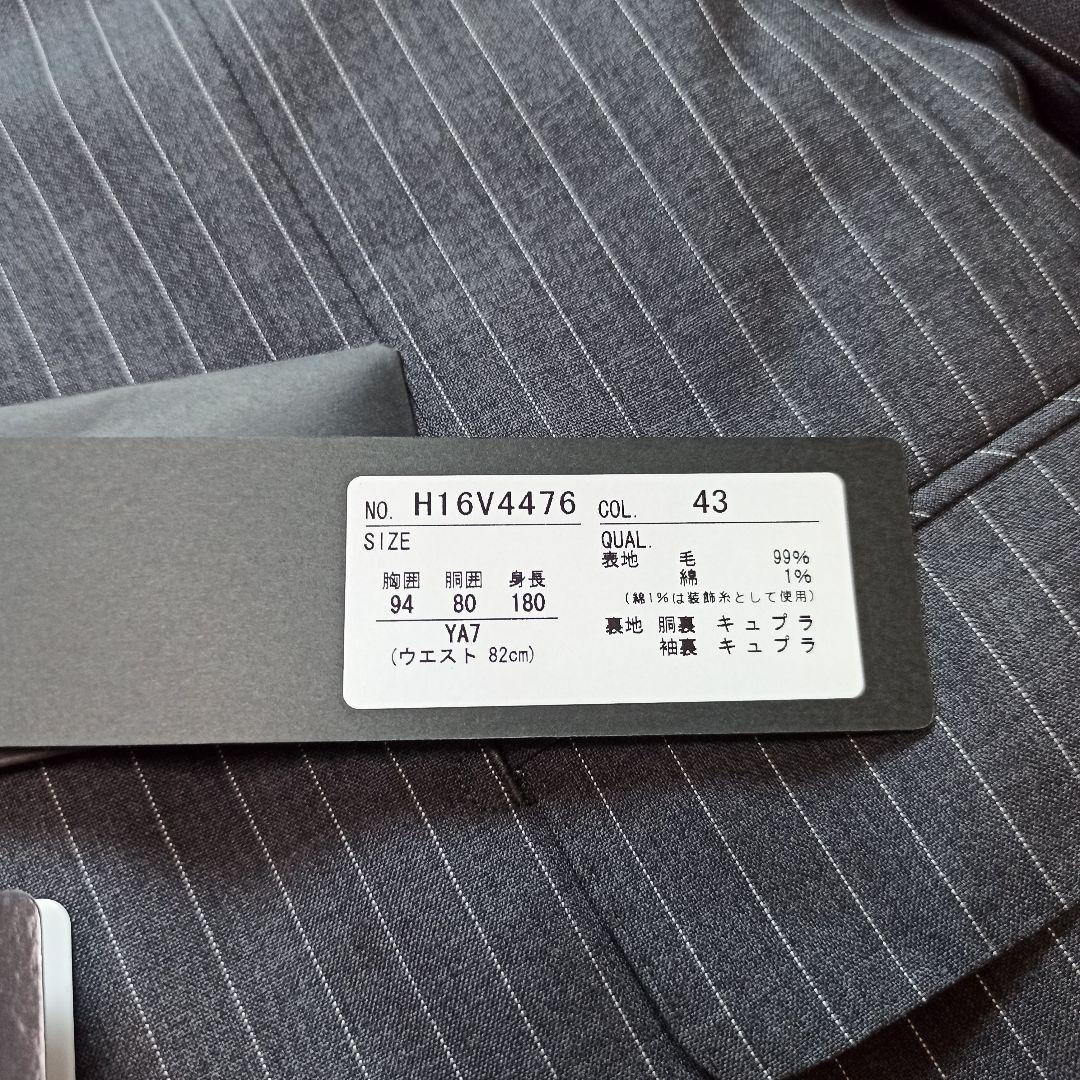 NO. H16V4476 COL. 43
SIZE
胸囲 胴囲 身長
94 80 180
YA7
(ウエスト 82cm)
QUAL.
表地 毛 99%
綿 1%
(綿1%は装飾糸として使用)
裏地 胴裏 キュプラ
袖裏 キュプラ